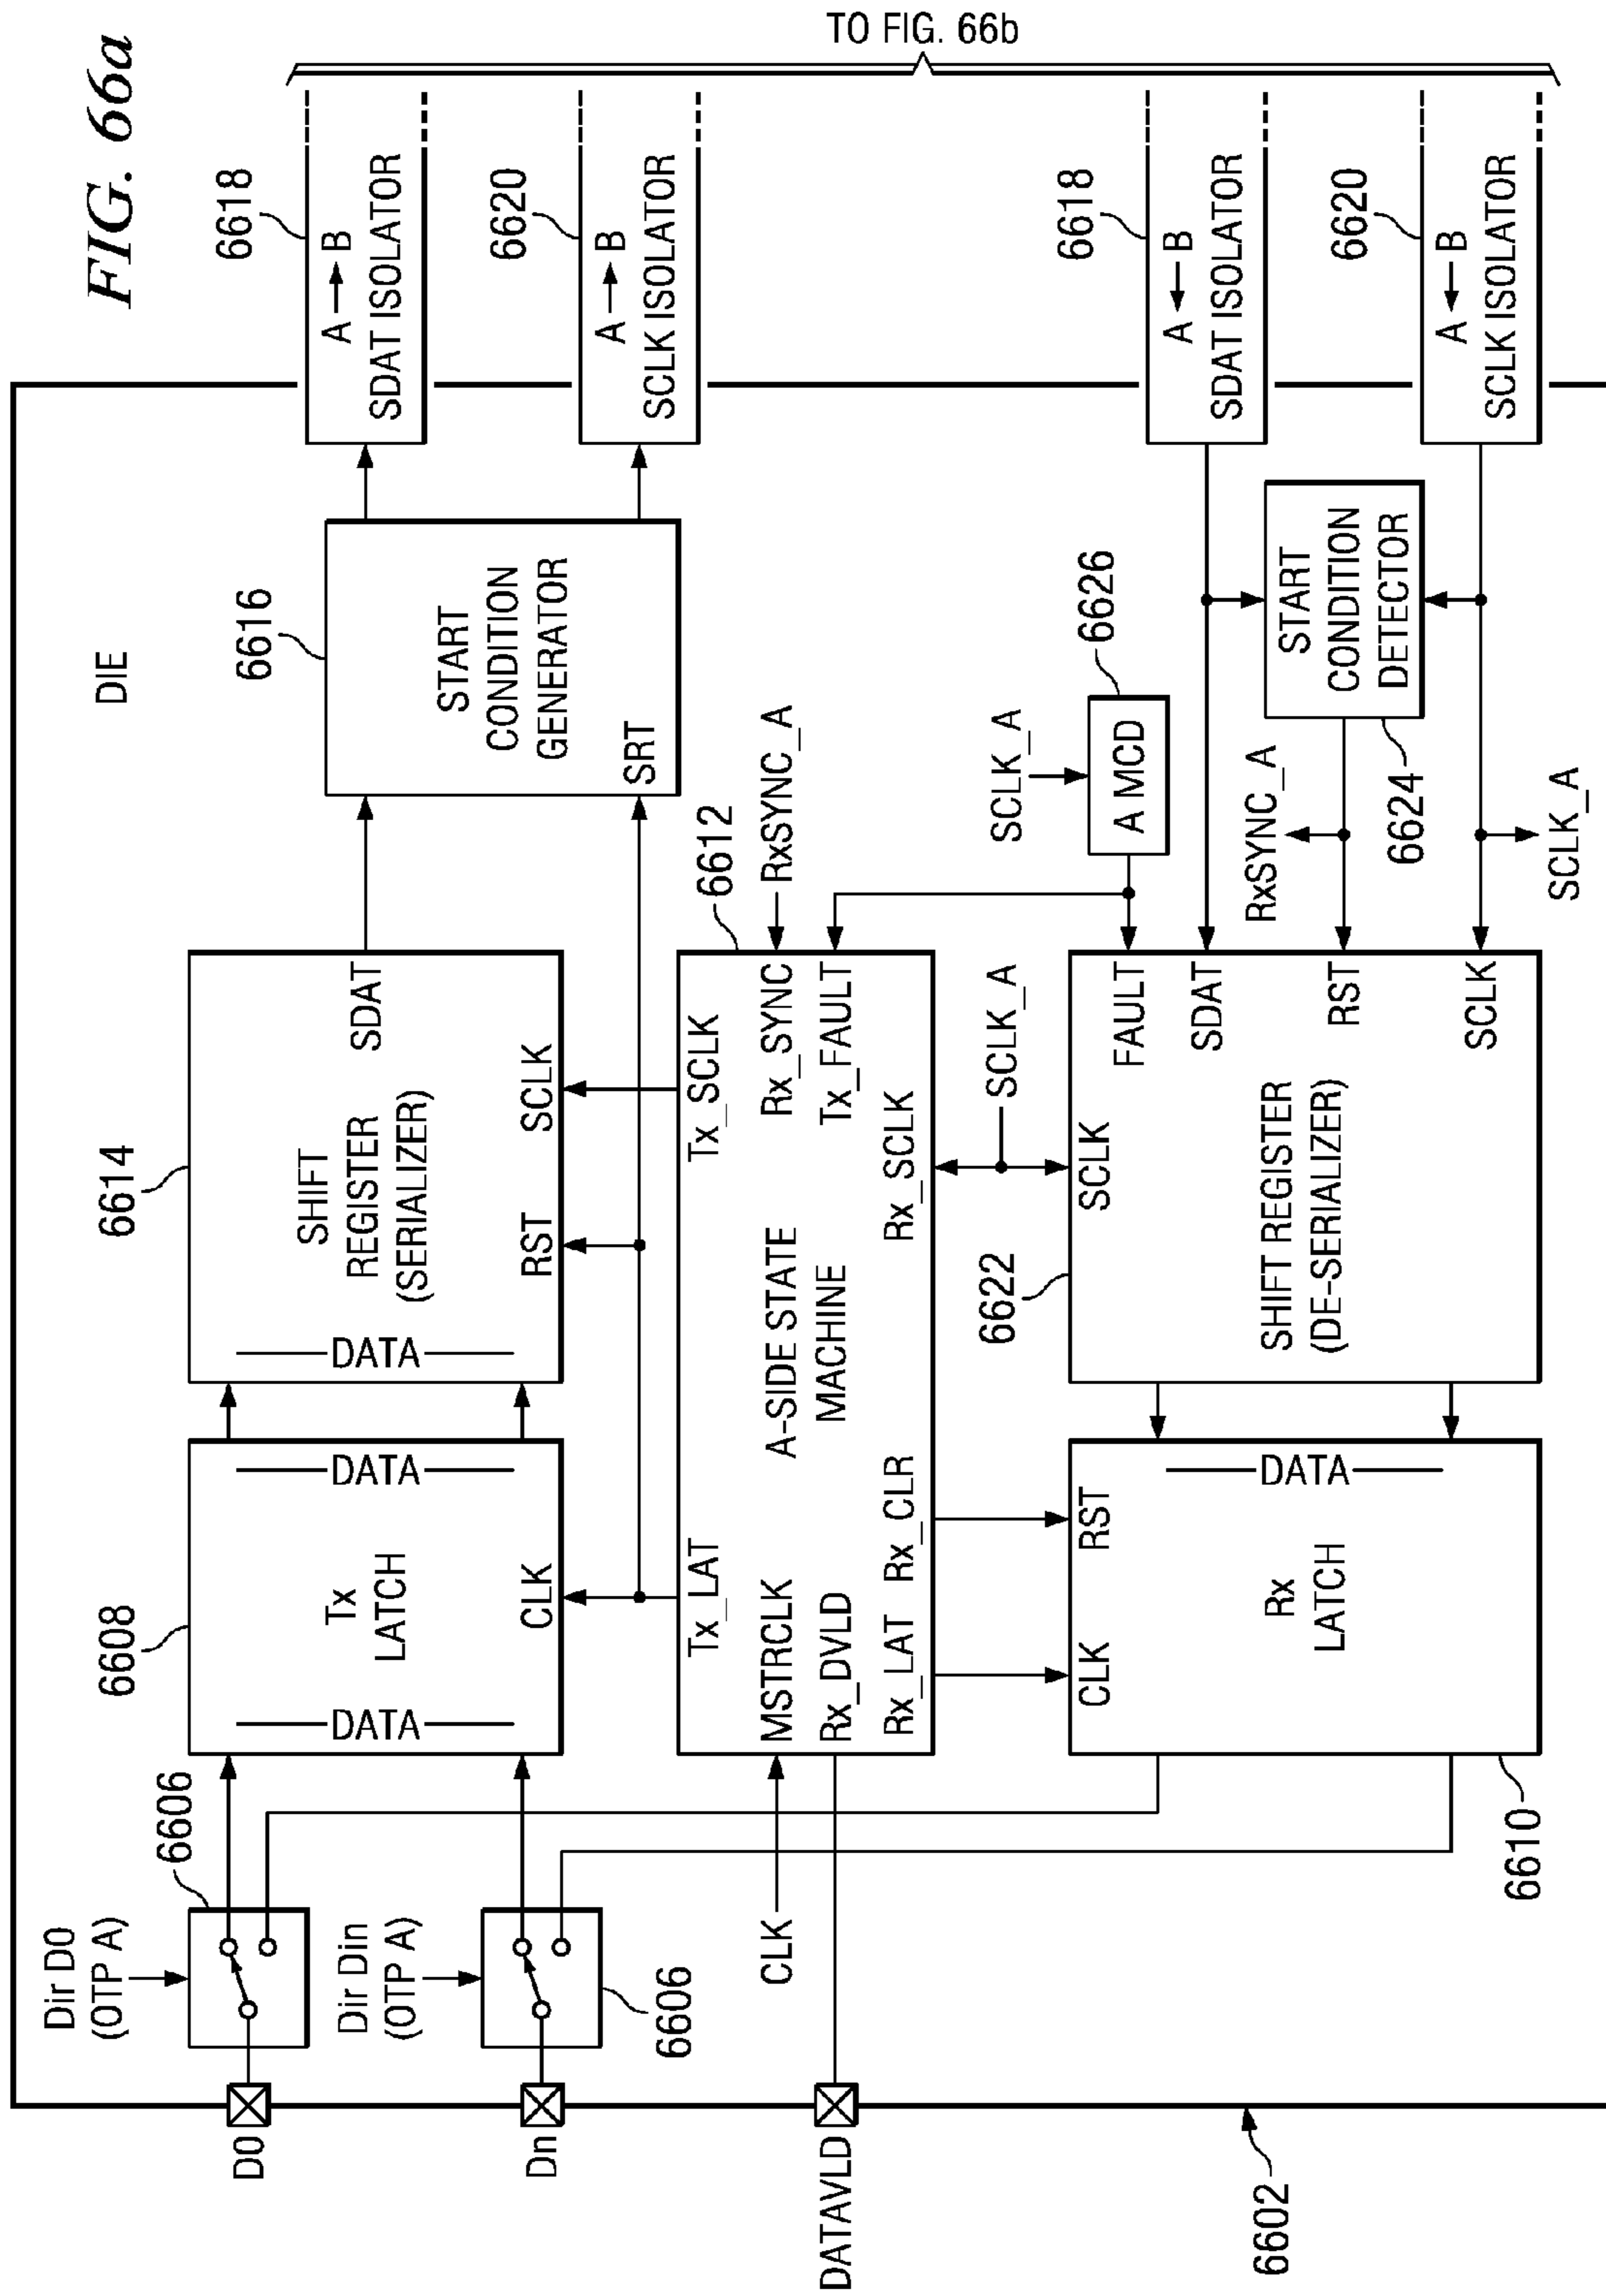 FIG. 66a
TO FIG. 66b
DIE
Dir D0
(OTP A)
6606
D0
Dir Din
(OTP A)
6606
Dn
DATAVLD
6602
6608
DATA
Tx
LATCH
DATA
CLK
6614
DATA
SHIFT
REGISTER
(SERIALIZER)
SDAT
RST
SCLK
6616
START
CONDITION
GENERATOR
SRT
6618
A
B
SDAT ISOLATOR
6620
A
B
SCLK ISOLATOR
6612
Tx_LAT
Tx_SCLK
CLK
MSTRCLK
Rx_DVLD
Rx_LAT
Rx_CLR
A-SIDE STATE
MACHINE
Rx_SYNC
Tx_FAULT
Rx_SCLK
RxSYNC_A
SCLK_A
SCLK_A
6626
A MCD
6610
CLK
RST
Rx
LATCH
DATA
6622
SCLK
SHIFT REGISTER
(DE-SERIALIZER)
FAULT
SDAT
RST
SCLK
RxSYNC_A
6624
START
CONDITION
DETECTOR
SCLK_A
6618
A
B
SDAT ISOLATOR
6620
A
B
SCLK ISOLATOR